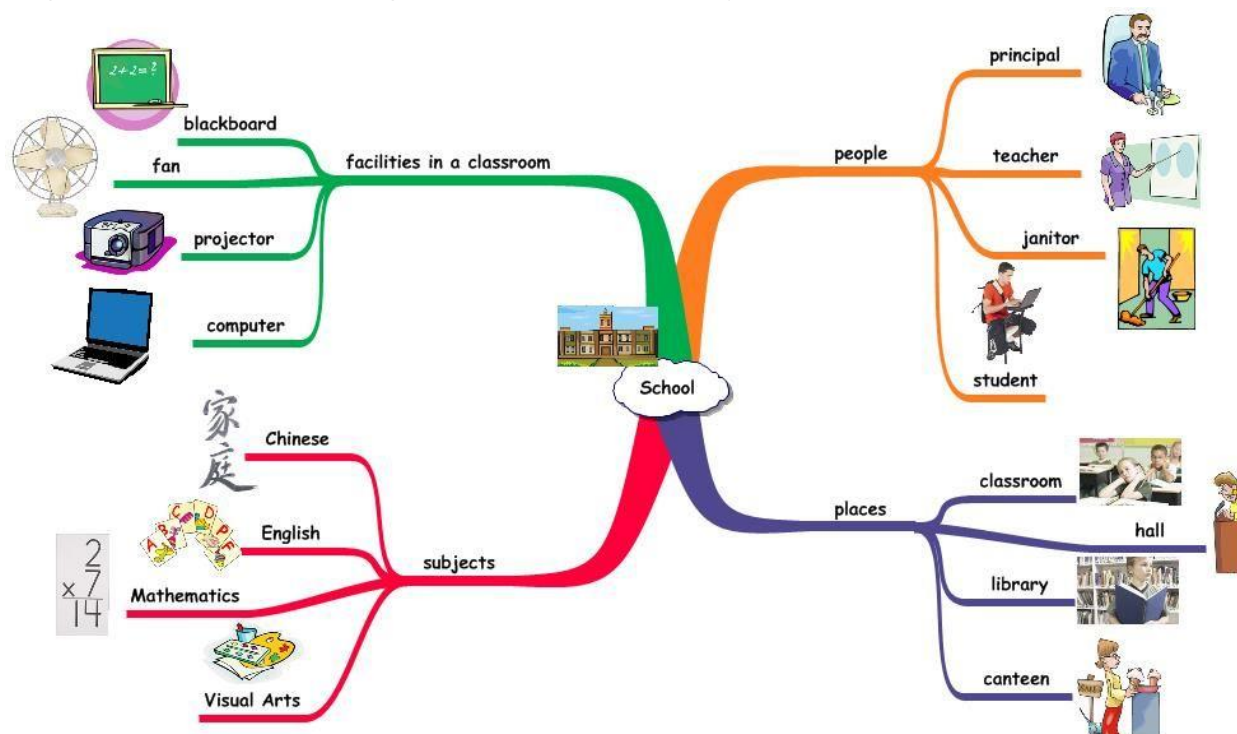 School
facilities in a classroom
2+2=?
blackboard
fan
projector
computer
people
principal
teacher
janitor
student
subjects
家庭
Chinese
A B C D P F
English
2
x 7
14
Mathematics
Visual Arts
places
classroom
hall
library
canteen